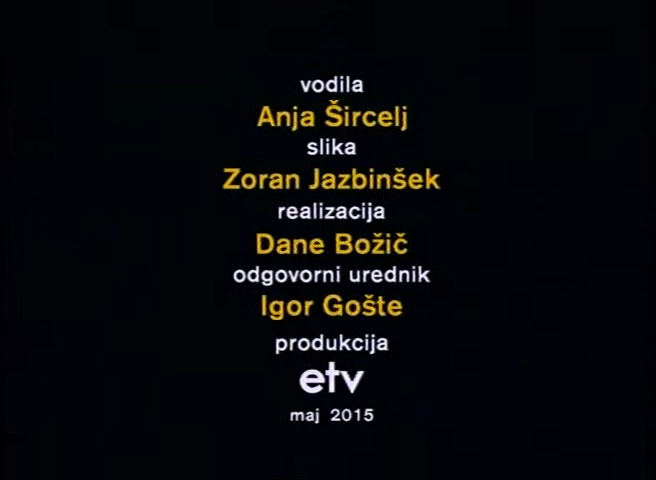 vodila
Anja Šircelj
slika
Zoran Jazbinšek
realizacija
Dane Božič
odgovorni urednik
Igor Gošte
produkcija
etv
maj 2015